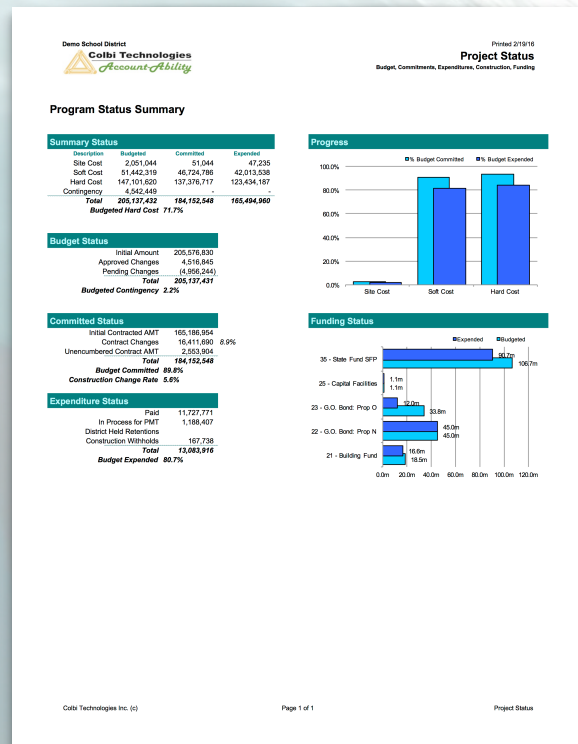 Demo School District
Printed 2/19/16
Colbi Technologies
Account-Ability
Project Status
Budget, Commitments, Expenditures, Construction, Funding
Program Status Summary
Summary Status
Description Budgeted Committed Expended
Site Cost 2,051,044 51,044 47,235
Soft Cost 51,442,319 46,724,786 42,013,538
Hard Cost 147,101,620 137,376,717 123,434,187
Contingency 4,542,449 - -
Total 205,137,432 184,152,548 165,494,960
Budgeted Hard Cost 71.7%
Budget Status
Initial Amount 205,576,830
Approved Changes 4,516,845
Pending Changes (4,956,244)
Total 205,137,431
Budgeted Contingency 2.2%
Committed Status
Initial Contracted AMT 165,186,954
Contract Changes 16,411,690 8.9%
Unencumbered Contract AMT 2,553,904
Total 184,152,548
Budget Committed 89.8%
Construction Change Rate 5.6%
Expenditure Status
Paid 11,727,771
In Process for PMT 1,188,407
District Held Retentions
Construction Withholds 167,738
Total 13,083,916
Budget Expended 80.7%
Progress
% Budget Committed % Budget Expended
100.0%
80.0%
60.0%
40.0%
20.0%
0.0%
Site Cost Soft Cost Hard Cost
Funding Status
Expended Budgeted
35 - State Fund SFP 90.7m
106.7m
25 - Capital Facilities 1.1m
1.1m
23 - G.O. Bond: Prop O 12.0m
33.8m
22 - G.O. Bond: Prop N 45.0m
45.0m
21 - Building Fund 16.6m
18.5m
0.0m 20.0m 40.0m 60.0m 80.0m 100.0m 120.0m
Colbi Technologies Inc. (c) Page 1 of 1 Project Status